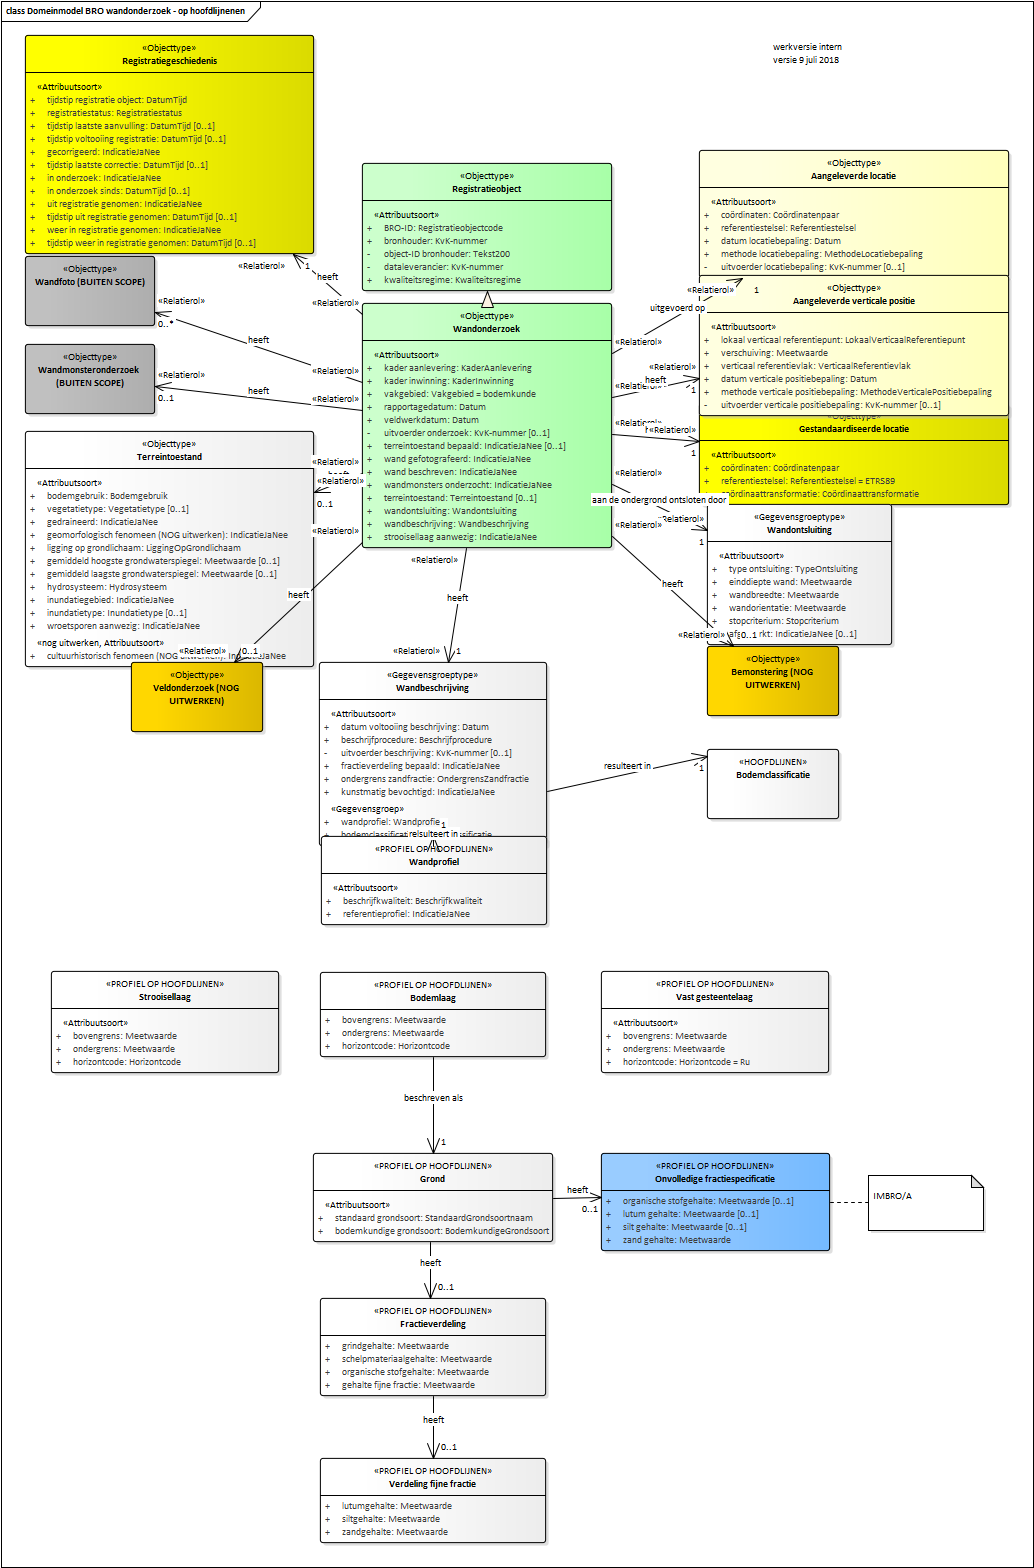 class Domeinmodel BRO wandonderzoek - op hoofdlijnenen
werkversie intern
versie 9 juli 2018
«Objecttype»
Registratiegeschiedenis
«Attribuutsoort»
+ tijdstip registratie object: DatumTijd
+ registratiestatus: Registratiestatus
+ tijdstip laatste aanvulling: DatumTijd [0..1]
+ tijdstip voltooiing registratie: DatumTijd [0..1]
+ gecorrigeerd: IndicatieJaNee
+ tijdstip laatste correctie: DatumTijd [0..1]
+ in onderzoek: IndicatieJaNee
+ in onderzoek sinds: DatumTijd [0..1]
+ uit registratie genomen: IndicatieJaNee
+ tijdstip uit registratie genomen: DatumTijd [0..1]
+ weer in registratie genomen: IndicatieJaNee
+ tijdstip weer in registratie genomen: DatumTijd [0..1]
«Objecttype»
Registratieobject
«Attribuutsoort»
+ BRO-ID: Registratieobjectcode
+ bronhouder: KvK-nummer
- object-ID bronhouder: Tekst200
- dataleverancier: KvK-nummer
+ kwaliteitsregime: Kwaliteitsregime
«Objecttype»
Aangeleverde locatie
«Attribuutsoort»
+ coördinaten: Coördinatenpaar
+ referentiestelsel: Referentiestelsel
+ datum locatiebepaling: Datum
+ methode locatiebepaling: MethodeLocatiebepaling
- uitvoerder locatiebepaling: KvK-nummer [0..1]
«Objecttype»
Aangeleverde verticale positie
«Attribuutsoort»
+ lokaal verticaal referentiepunt: LokaalVerticaalReferentiepunt
+ verschuiving: Meetwaarde
+ verticaal referentievlak: VerticaalReferentievlak
+ datum verticale positiebepaling: Datum
+ methode verticale positiebepaling: MethodeVerticalePositiebepaling
- uitvoerder verticale positiebepaling: KvK-nummer [0..1]
«Objecttype»
Gestandaardiseerde locatie
«Attribuutsoort»
+ coördinaten: Coördinatenpaar
+ referentiestelsel: Referentiestelsel = ETRS89
coördinaattransformatie: Coördinaattransformatie
«Objecttype»
Wandfoto (BUITEN SCOPE)
«Objecttype»
Wandmonsteronderzoek
(BUITEN SCOPE)
«Objecttype»
Wandonderzoek
«Attribuutsoort»
+ kader aanlevering: KaderAanlevering
+ kader inwinning: KaderInwinning
+ vakgebied: Vakgebied = bodemkunde
+ rapportagedatum: Datum
+ veldwerkdatum: Datum
- uitvoerder onderzoek: KvK-nummer [0..1]
+ terreintoestand bepaald: IndicatieJaNee [0..1]
+ wand gefotografeerd: IndicatieJaNee
+ wand beschreven: IndicatieJaNee
+ wandmonsters onderzocht: IndicatieJaNee
+ terreintoestand: Terreintoestand [0..1]
+ wandontsluiting: Wandontsluiting
+ wandbeschrijving: Wandbeschrijving
+ strooisellaag aanwezig: IndicatieJaNee
«Relatierol»
1
heeft
«Relatierol»
«Relatierol»
0..*
heeft
«Relatierol»
«Relatierol»
0..1
heeft
«Relatierol»
«Relatierol»
«Relatierol»
0..1
«Relatierol»
heeft
«Relatierol»
0..1
«Relatierol»
1
uitgevoerd op
«Relatierol»
heeft
«Relatierol»
1
«Relatierol»
«Relatierol»
1
«Relatierol»
aan de ondergrond ontsloten door
«Relatierol»
1
«Relatierol»
heeft
«Relatierol»
0..1
«Objecttype»
Terreintoestand
«Attribuutsoort»
+ bodemgebruik: Bodemgebruik
+ vegetatietype: Vegetatietype [0..1]
+ gedraineerd: IndicatieJaNee
+ geomorfologisch fenomeen (NOG uitwerken): IndicatieJaNee
+ ligging op grondlichaam: LiggingOpGrondlichaam
+ gemiddeld hoogste grondwaterspiegel: Meetwaarde [0..1]
+ gemiddeld laagste grondwaterspiegel: Meetwaarde [0..1]
+ hydrosysteem: Hydrosysteem
+ inundatiegebied: IndicatieJaNee
+ inundatietype: Inundatietype [0..1]
+ wroetsporen aanwezig: IndicatieJaNee
«nog uitwerken, Attribuutsoort»
+ cultuurhistorisch fenomeen (NOG uitwerken): IndicatieJaNee
«Objecttype»
Veldonderzoek (NOG
UITWERKEN)
«Gegevensgroeptype»
Wandontsluiting
«Attribuutsoort»
+ type ontsluiting: TypeOntsluiting
+ einddiepte wand: Meetwaarde
+ wandbreedte: Meetwaarde
+ wandorientatie: Meetwaarde
+ stopcriterium: Stopcriterium
rkt: IndicatieJaNee [0..1]
«Objecttype»
Bemonstering (NOG
UITWERKEN)
«Relatierol»
heeft
«Relatierol»
1
«Gegevensgroeptype»
Wandbeschrijving
«Attribuutsoort»
+ datum voltooiing beschrijving: Datum
+ beschrijfprocedure: Beschrijfprocedure
- uitvoerder beschrijving: KvK-nummer [0..1]
+ fractieverdeling bepaald: IndicatieJaNee
+ ondergrens zandfractie: OndergrensZandfractie
+ kunstmatig bevochtigd: IndicatieJaNee
«Gegevensgroep»
+ wandprofiel: Wandprofie
1
relsulteert in
resulteert in
1
«HOOFDLIJNEN»
Bodemclassificatie
«PROFIEL OP HOOFDLIJNEN»
Wandprofiel
«Attribuutsoort»
+ beschrijfkwaliteit: Beschrijfkwaliteit
+ referentieprofiel: IndicatieJaNee
«PROFIEL OP HOOFDLIJNEN»
Strooisellaag
«Attribuutsoort»
+ bovengrens: Meetwaarde
+ ondergrens: Meetwaarde
+ horizontcode: Horizontcode
«PROFIEL OP HOOFDLIJNEN»
Bodemlaag
+ bovengrens: Meetwaarde
+ ondergrens: Meetwaarde
+ horizontcode: Horizontcode
«PROFIEL OP HOOFDLIJNEN»
Vast gesteentelaag
«Attribuutsoort»
+ bovengrens: Meetwaarde
+ ondergrens: Meetwaarde
+ horizontcode: Horizontcode = Ru
beschreven als
1
«PROFIEL OP HOOFDLIJNEN»
Grond
«Attribuutsoort»
+ standaard grondsoort: StandaardGrondsoortnaam
+ bodemkundige grondsoort: BodemkundigeGrondsoort
heeft
0..1
«PROFIEL OP HOOFDLIJNEN»
Onvolledige fractiespecificatie
+ organische stofgehalte: Meetwaarde [0..1]
+ lutum gehalte: Meetwaarde [0..1]
+ silt gehalte: Meetwaarde [0..1]
+ zand gehalte: Meetwaarde
IMBRO/A
heeft
0..1
«PROFIEL OP HOOFDLIJNEN»
Fractieverdeling
+ grindgehalte: Meetwaarde
+ schelpmateriaalgehalte: Meetwaarde
+ organische stofgehalte: Meetwaarde
+ gehalte fijne fractie: Meetwaarde
heeft
0..1
«PROFIEL OP HOOFDLIJNEN»
Verdeling fijne fractie
+ lutumgehalte: Meetwaarde
+ siltgehalte: Meetwaarde
+ zandgehalte: Meetwaarde